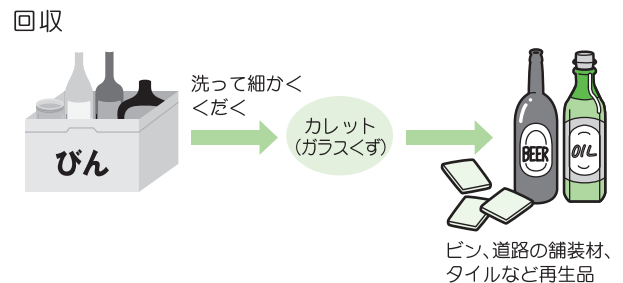 回収
びん
洗って細かく
くだく
カレット
(ガラスくず)
BEER
OIL
ビン、道路の舗装材、
タイルなど再生品